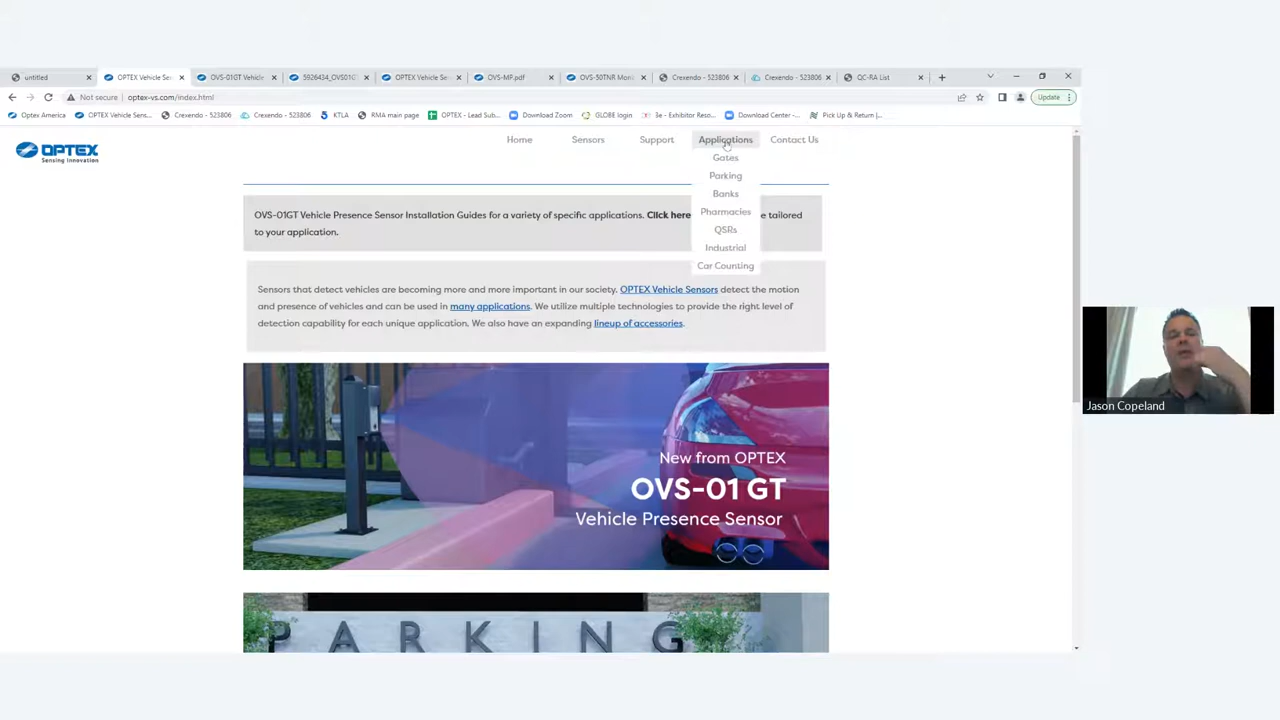 untitled
OPTEX Vehicle Se
OVS-01GT Vehicle
5926434_OVS01G
OPTEX Vehicle Se
OVS-MP.pdf
OVS-50TNR Mor
Crexendo - 523806
Crexendo - 523806
QC-RA List
Not secure
optex-vs.com/index.html
Update
Optex America
OPTEX Vehicle Sens...
Crexendo - 523806
Crexendo - 523806
KTLA
RMA main page
OPTEX - Lead Sub...
Download Zoom
GLOBE login
8e - Exhibitor Resor...
Download Center -...
Pick Up & Return |...
OPTEX
Sensing Innovation
Home
Sensors
Support
Applications
Contact Us
Gates
Parking
Banks
Pharmacies
QSRs
Industrial
Car Counting
OVS-01GT Vehicle Presence Sensor Installation Guides for a variety of specific applications. Click here e tailored
to your application.
Sensors that detect vehicles are becoming more and more important in our society. OPTEX Vehicle Sensors detect the motion
and presence of vehicles and can be used in many applications. We utilize multiple technologies to provide the right level of
detection capability for each unique application. We also have an expanding lineup of accessories.
New from OPTEX
OVS-01 GT
Vehicle Presence Sensor
PARKING
Jason Copeland